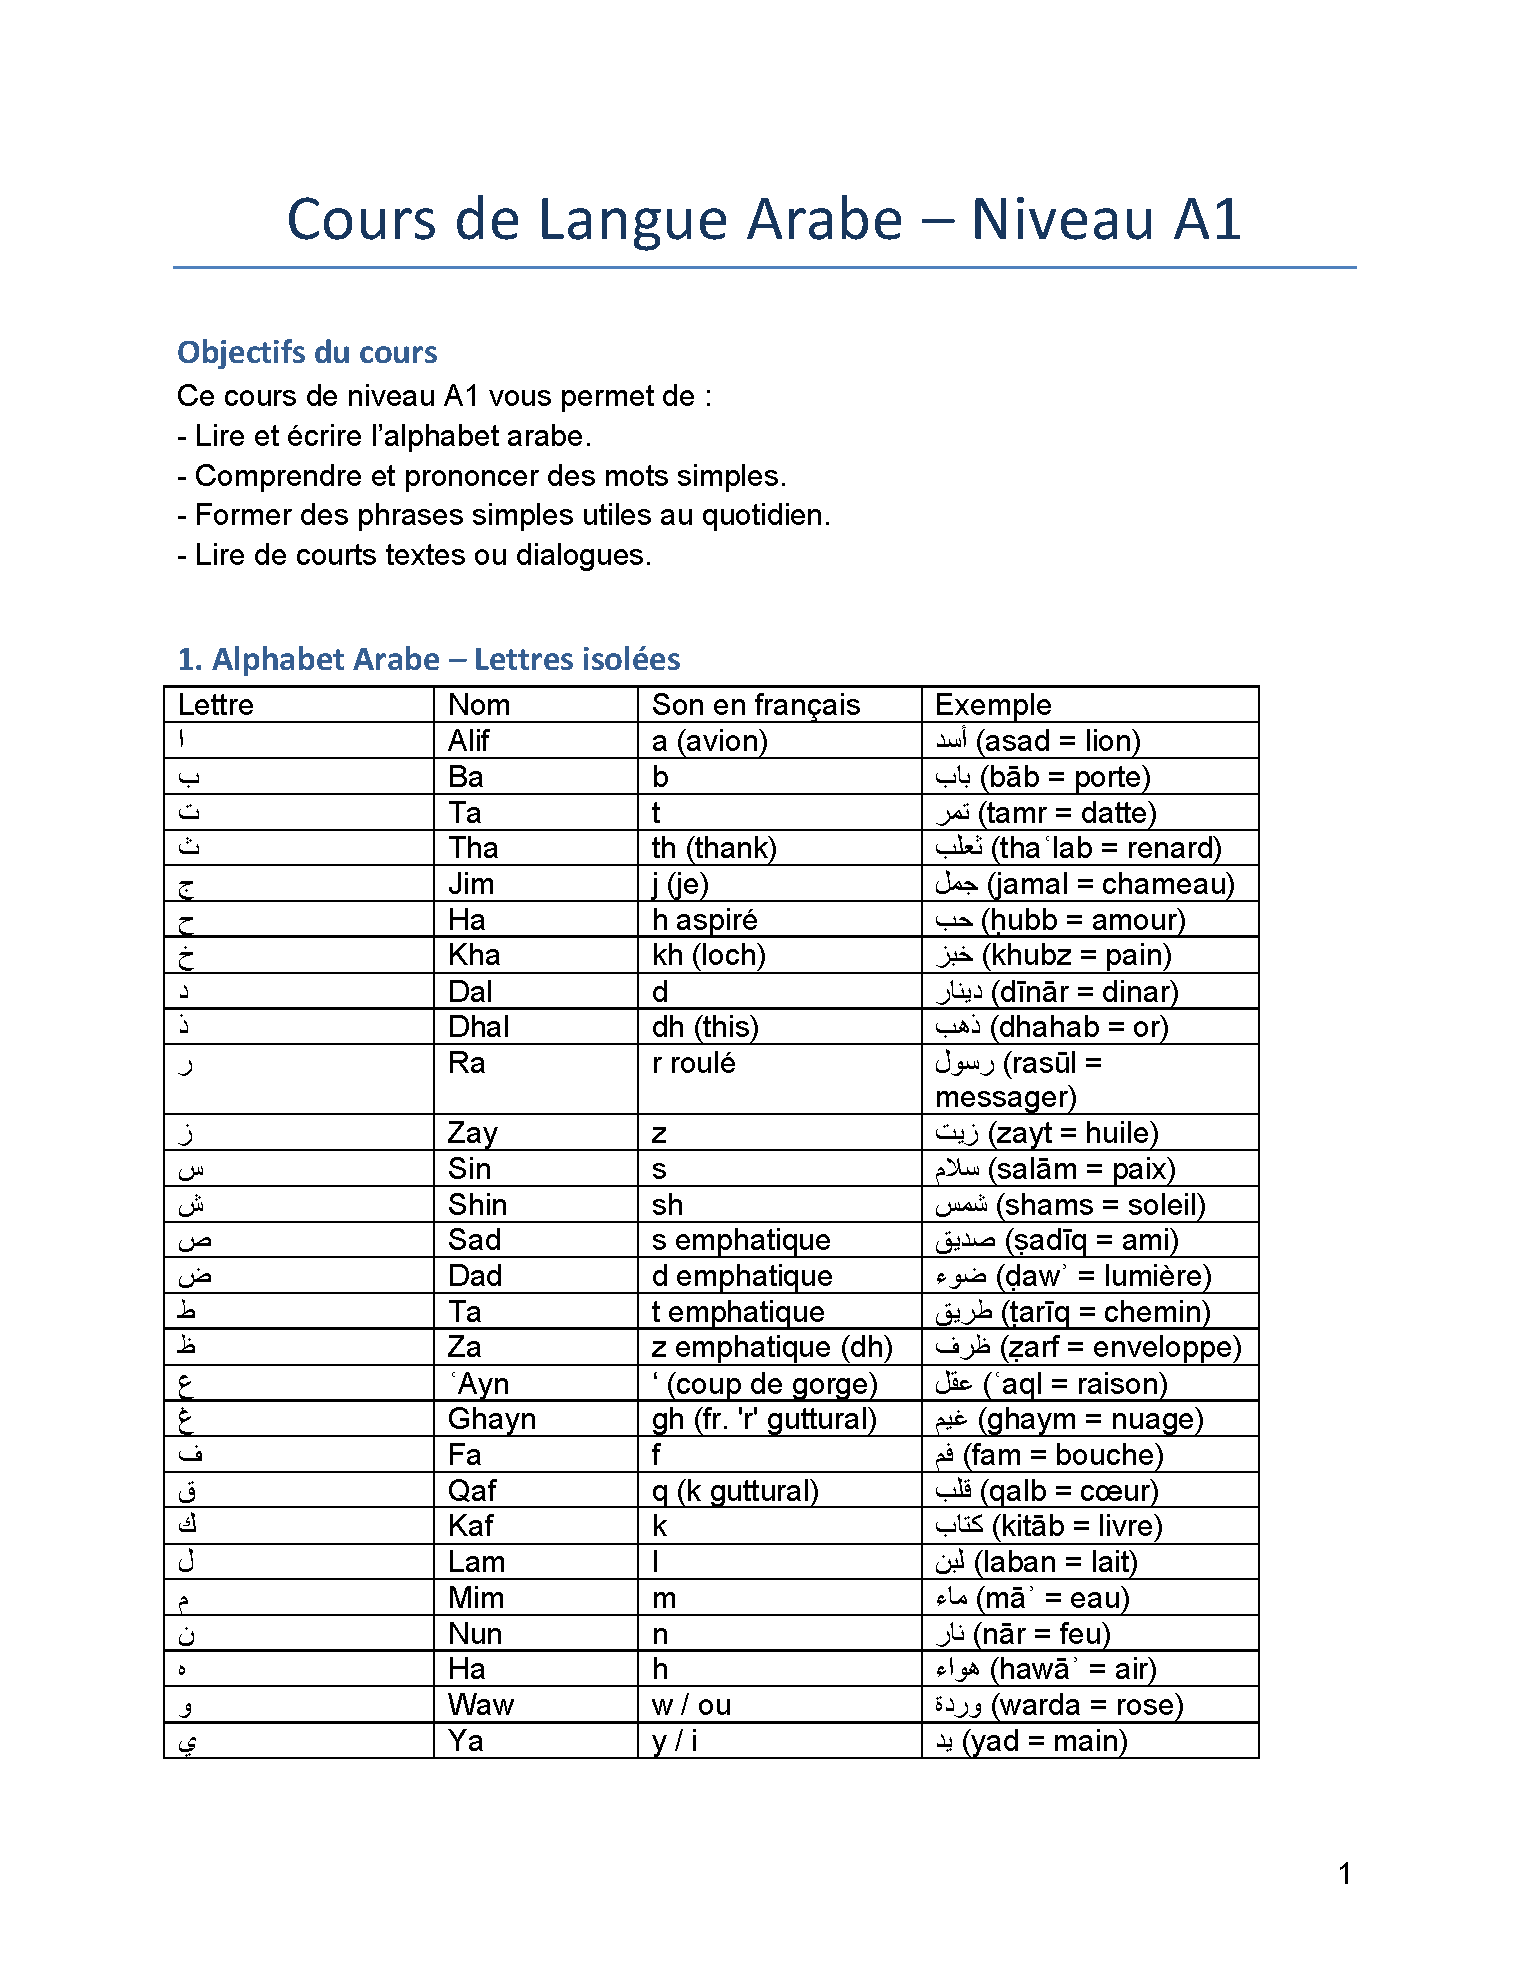 Cours de Langue Arabe – Niveau A1
Objectifs du cours
Ce cours de niveau A1 vous permet de :
- Lire et écrire l’alphabet arabe.
- Comprendre et prononcer des mots simples.
- Former des phrases simples utiles au quotidien.
- Lire de courts textes ou dialogues.
1. Alphabet Arabe – Lettres isolées
Lettre Nom Son en français Exemple
ا Alif a (avion) أسد (asad = lion)
ب Ba b باب (bāb = porte)
ت Ta t تمر (tamr = datte)
ث Tha th (thank) ثعلب (thaʿlab = renard)
ج Jim j (je) جمل (jamal = chameau)
ح Ha h aspiré حب (ḥubb = amour)
خ Kha kh (loch) خبز (khubz = pain)
د Dal d دينار (dīnār = dinar)
ذ Dhal dh (this) ذهب (dhahab = or)
ر Ra r roulé رسول (rasūl =
messager)
ز Zay z زيت (zayt = huile)
س Sin s سلام (salām = paix)
ش Shin sh شمس (shams = soleil)
ص Sad s emphatique صديق (ṣadīq = ami)
ض Dad d emphatique ضوء (ḍawʾ = lumière)
ط Ta t emphatique طريق (ṭarīq = chemin)
ظ Za z emphatique (dh) ظرف (ẓarf = enveloppe)
ع ʿAyn ‘ (coup de gorge) عقل (ʿaql = raison)
غ Ghayn gh (fr. 'r' guttural) غيم (ghaym = nuage)
ف Fa f فم (fam = bouche)
ق Qaf q (k guttural) قلب (qalb = cœur)
ك Kaf k كتاب (kitāb = livre)
ل Lam l لبن (laban = lait)
م Mim m ماء (māʾ = eau)
ن Nun n نار (nār = feu)
ه Ha h هواء (hawāʾ = air)
و Waw w / ou وردة (warda = rose)
ي Ya y / i يد (yad = main)
1